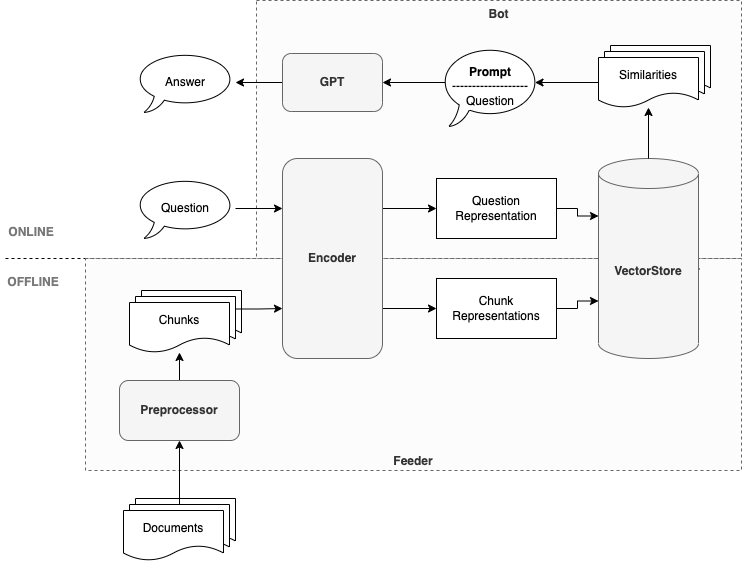 Bot
Answer
GPT
Prompt
Question
Similarities
Question
Encoder
Question
Representation
VectorStore
ONLINE
OFFLINE
Chunks
Chunk
Representations
Preprocessor
Feeder
Documents